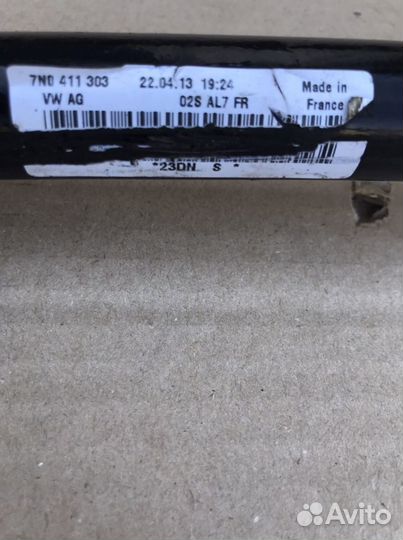 7N0 411 303 22.04.13 19:24 Made in
VW AG 02S AL7 FR France
*23DN S *
Avito